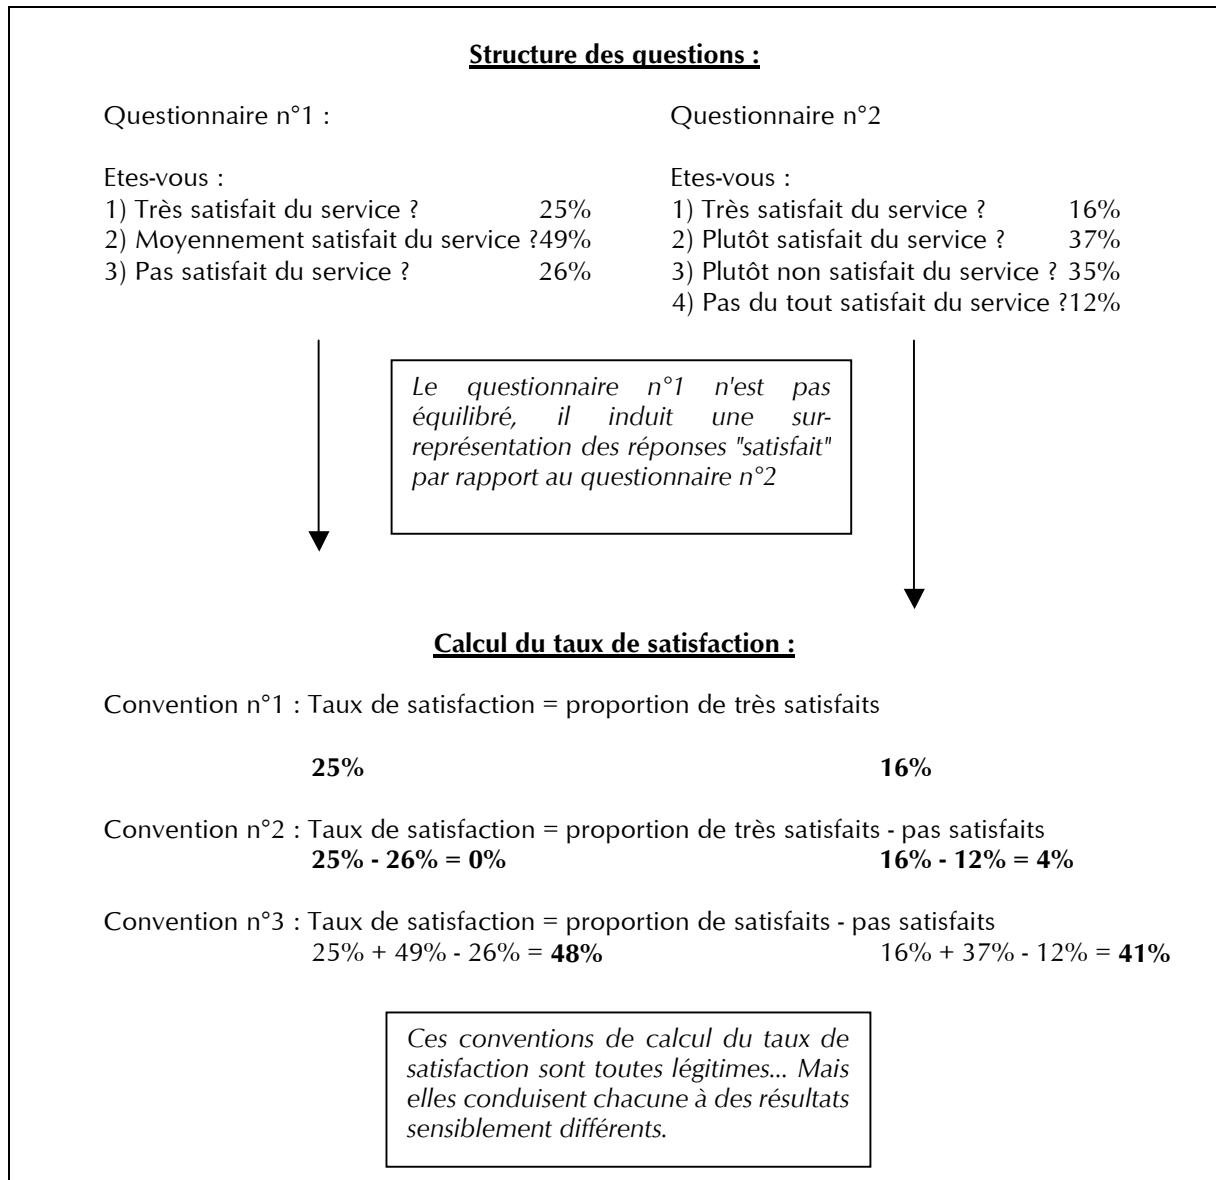 Structure des questions :
Questionnaire n°1 :
Etes-vous :
1) Très satisfait du service ? 25%
2) Moyennement satisfait du service ?49%
3) Pas satisfait du service ? 26%
Questionnaire n°2
Etes-vous :
1) Très satisfait du service ? 16%
2) Plutôt satisfait du service ? 37%
3) Plutôt non satisfait du service ? 35%
4) Pas du tout satisfait du service ?12%
Le questionnaire n°1 n'est pas
équilibré, il induit une sur-
représentation des réponses "satisfait"
par rapport au questionnaire n°2
Calcul du taux de satisfaction :
Convention n°1 : Taux de satisfaction = proportion de très satisfaits
25% 16%
Convention n°2 : Taux de satisfaction = proportion de très satisfaits - pas satisfaits
25% - 26% = 0% 16% - 12% = 4%
Convention n°3 : Taux de satisfaction = proportion de satisfaits - pas satisfaits
25% + 49% - 26% = 48% 16% + 37% - 12% = 41%
Ces conventions de calcul du taux de
satisfaction sont toutes légitimes... Mais
elles conduisent chacune à des résultats
sensiblement différents.